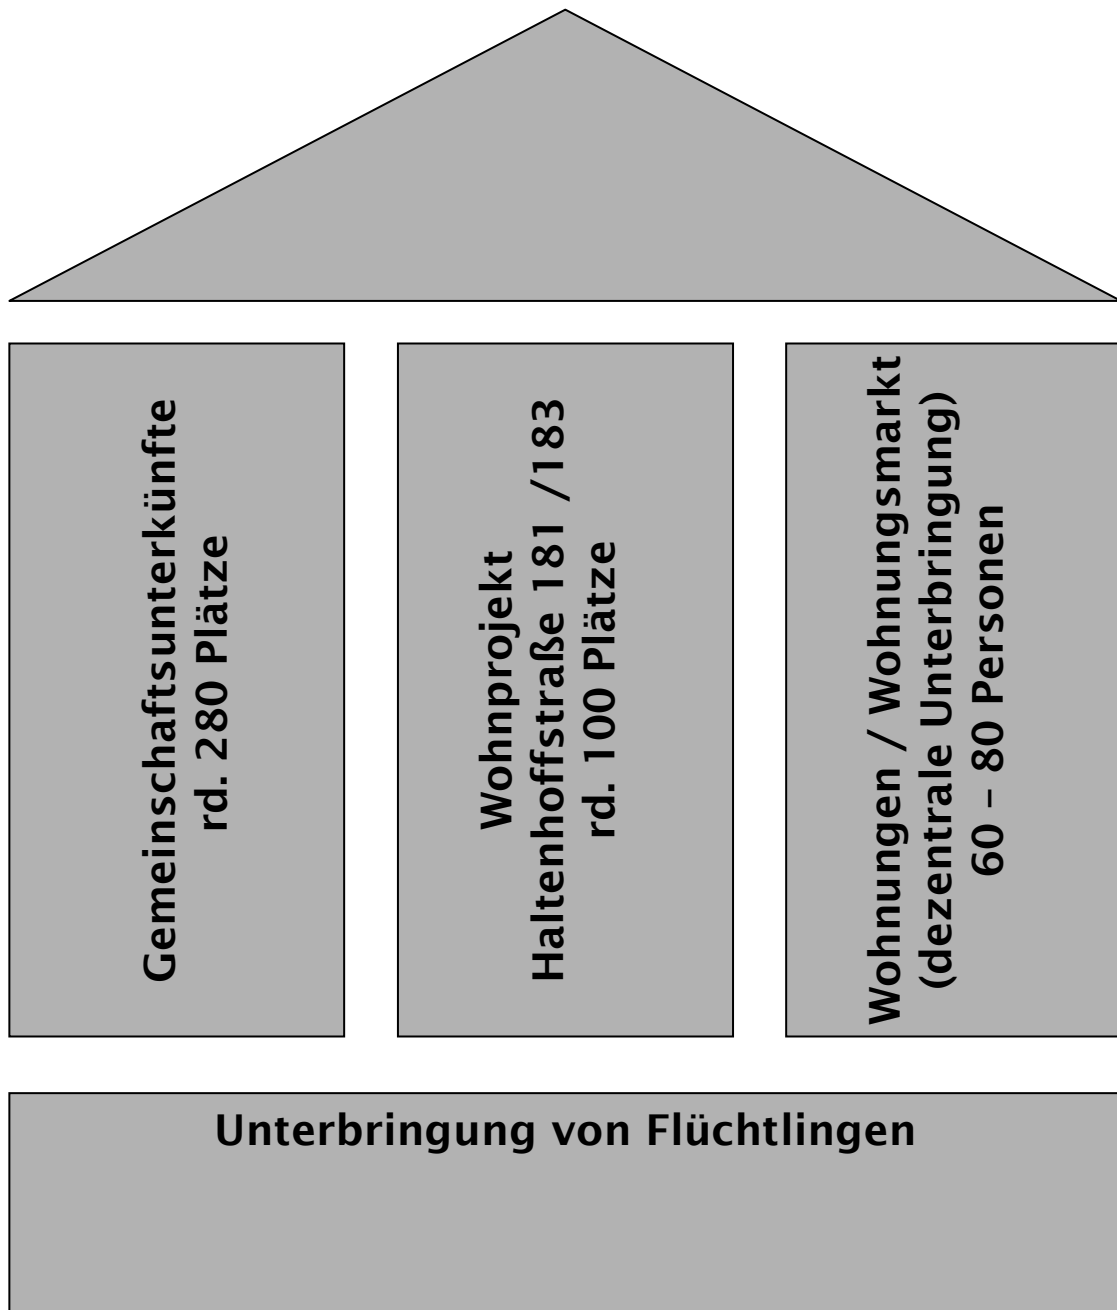 Gemeinschaftsunterkünfte
rd. 280 Plätze
Wohnprojekt
Haltenhoffstraße 181 /183
rd. 100 Plätze
Wohnungen / Wohnungsmarkt
(dezentrale Unterbringung)
60 – 80 Personen
Unterbringung von Flüchtlingen